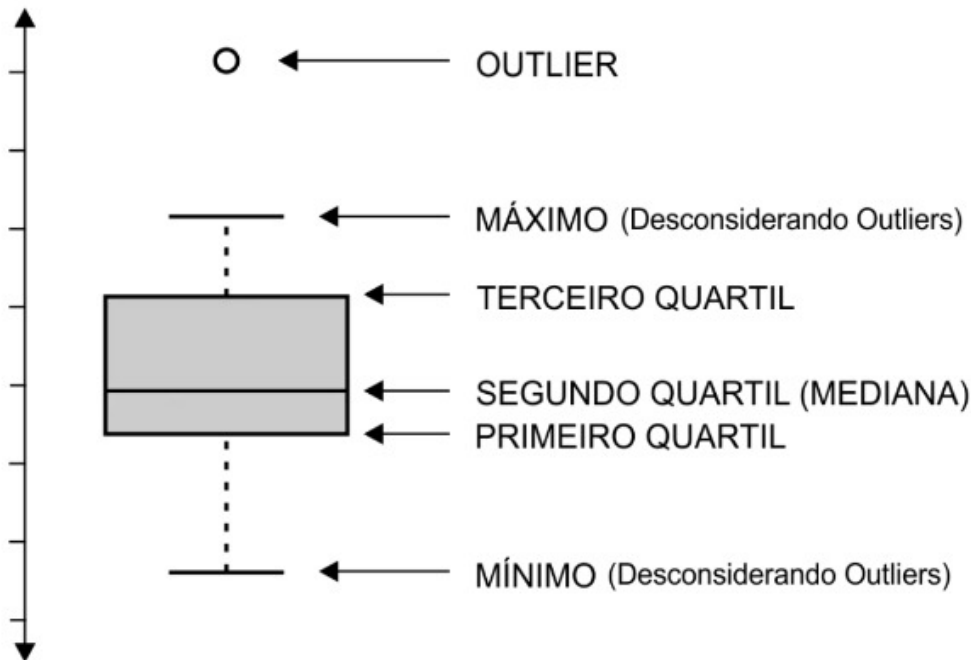 OUTLIER
MÁXIMO (Desconsiderando Outliers)
TERCEIRO QUARTIL
SEGUNDO QUARTIL (MEDIANA)
PRIMEIRO QUARTIL
MÍNIMO (Desconsiderando Outliers)